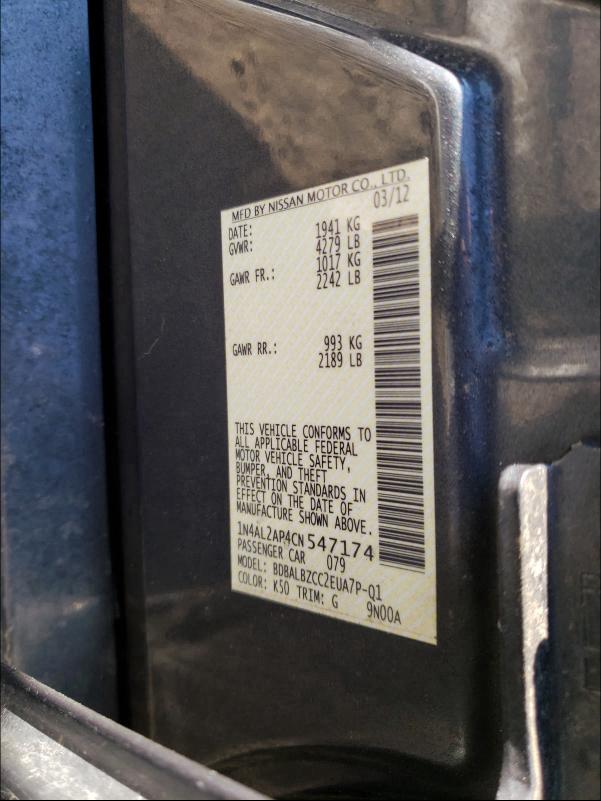 MFD BY NISSAN MOTOR CO., LTD.
DATE: 03/12
GVWR: 1941 KG
4279 LB
GAWR FR.: 1017 KG
2242 LB
GAWR RR.: 993 KG
2189 LB
THIS VEHICLE CONFORMS TO
ALL APPLICABLE FEDERAL
MOTOR VEHICLE SAFETY,
BUMPER, AND THEFT
PREVENTION STANDARDS IN
EFFECT ON THE DATE OF
MANUFACTURE SHOWN ABOVE.
1N4AL2AP4CN547174
PASSENGER CAR 079
MODEL: BDBALBZCC2EUA7P-Q1
COLOR: K50 TRIM: G 9N00A